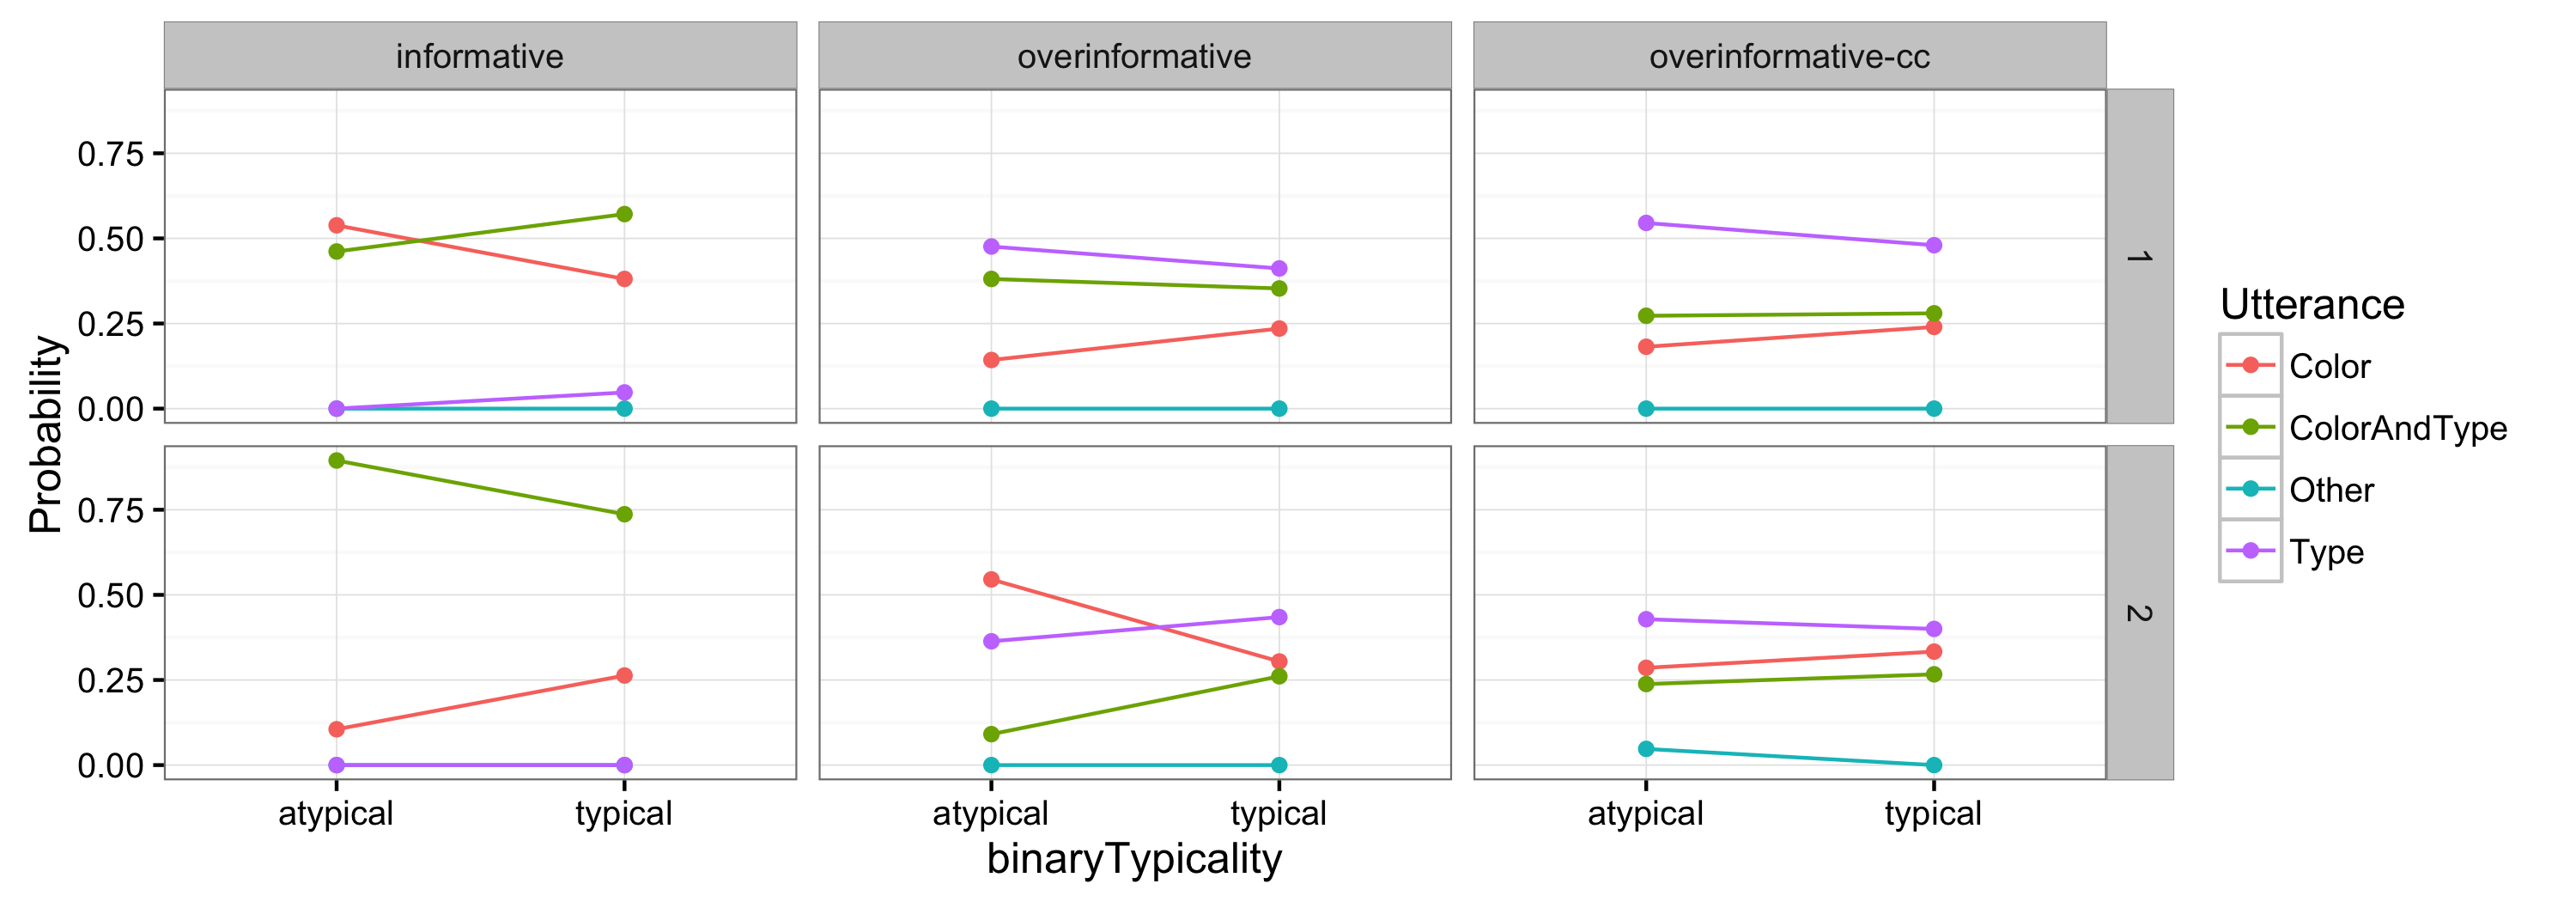 informative
overinformative
overinformative-cc
Probability
0.75
0.50
0.25
0.00
1
0.75
0.50
0.25
0.00
2
atypical
typical
atypical
typical
atypical
typical
binaryTypicality
Utterance
Color
ColorAndType
Other
Type